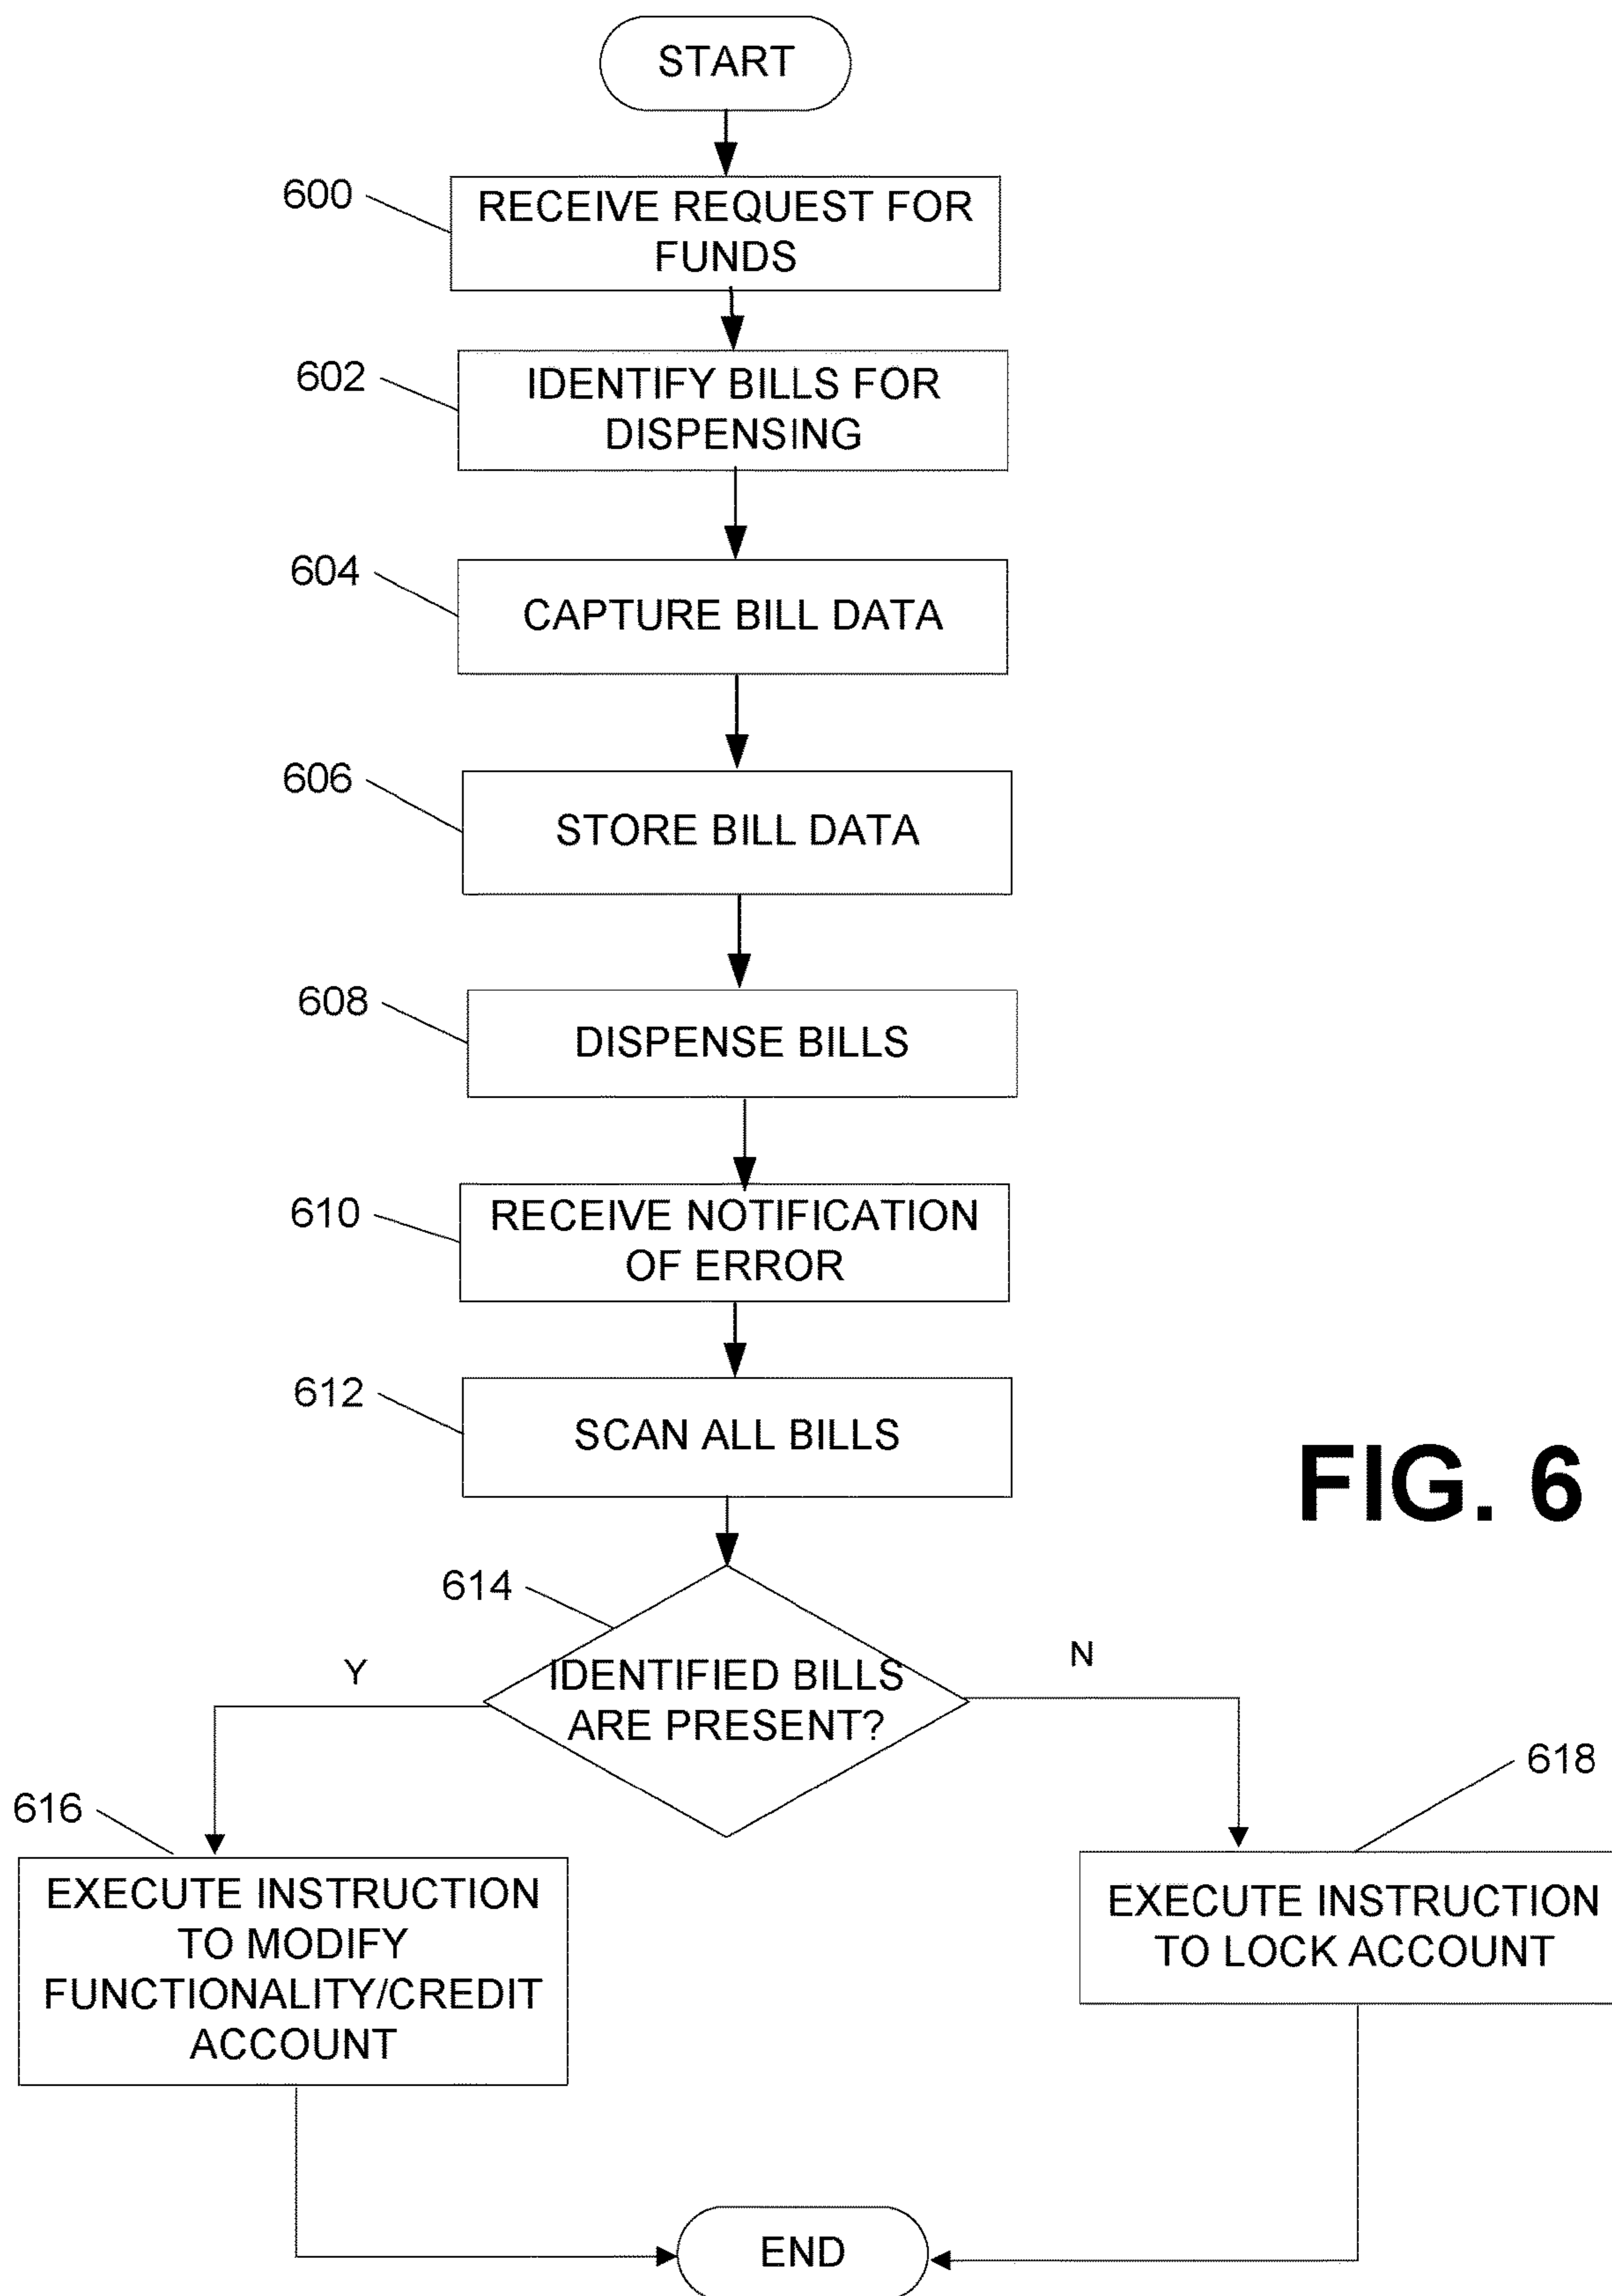 START
600
RECEIVE REQUEST FOR
FUNDS
602
IDENTIFY BILLS FOR
DISPENSING
604
CAPTURE BILL DATA
606
STORE BILL DATA
608
DISPENSE BILLS
610
RECEIVE NOTIFICATION
OF ERROR
612
SCAN ALL BILLS
FIG. 6
614
IDENTIFIED BILLS
ARE PRESENT?
Y
N
616
EXECUTE INSTRUCTION
TO MODIFY
FUNCTIONALITY/CREDIT
ACCOUNT
618
EXECUTE INSTRUCTION
TO LOCK ACCOUNT
END